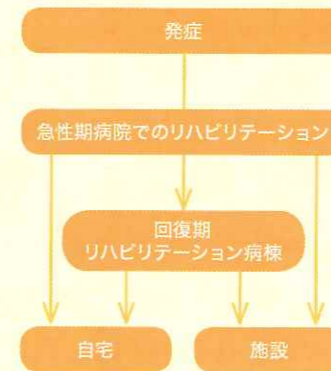 発症
急性期病院でのリハビリテーション
回復期
リハビリテーション病棟
自宅
施設